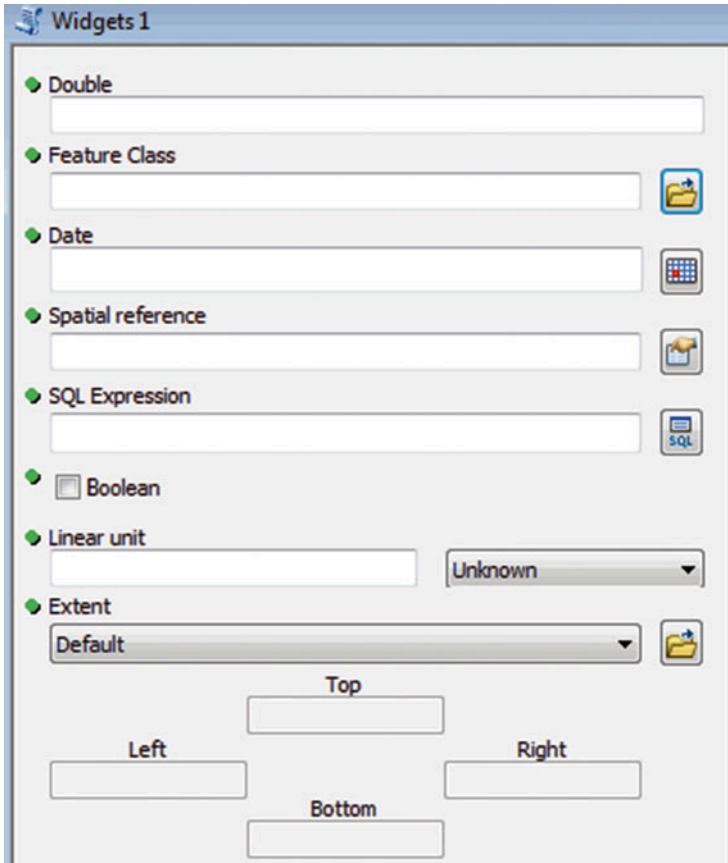 Widgets 1
Double
Feature Class
Date
Spatial reference
SQL Expression
SQL
Boolean
Linear unit
Unknown
Extent
Default
Top
Left
Right
Bottom